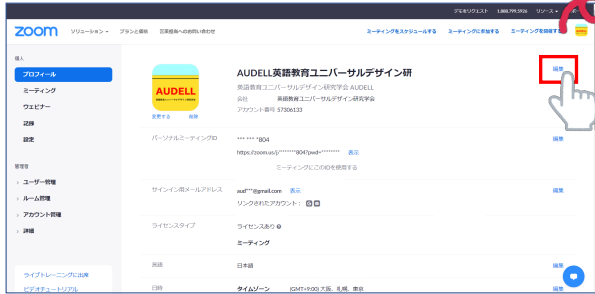 デモをリクエスト 1.888.799.5926 リソース
zoom ソリューション プランと価格 営業担当へのお問い合わせ ミーティングをスケジュールする ミーティングに参加する ミーティングを開催する
個人
プロフィール
ミーティング
ウェビナー
記録
設定
管理者
ユーザー管理
ルーム管理
アカウント管理
詳細
ライブトレーニングに出席
ビデオチュートリアル
AUDELL
変更する 削除
AUDELL英語教育ユニバーサルデザイン研
英語教育ユニバーサルデザイン研究学会 AUDELL
会社 英語教育ユニバーサルデザイン研究学会
アカウント番号 57306133
編集
パーソナルミーティングID *** *** *804
https://zoom.us/j/*******804?pwd=******** 表示
ミーティングにこのIDを使用する
編集
サインイン用メールアドレス aud***@gmail.com 表示
リンクされたアカウント：
編集
ライセンスタイプ ライセンスあり
ミーティング
言語 日本語 編集
日時 タイムゾーン (GMT+9:00) 大阪、札幌、東京 編集